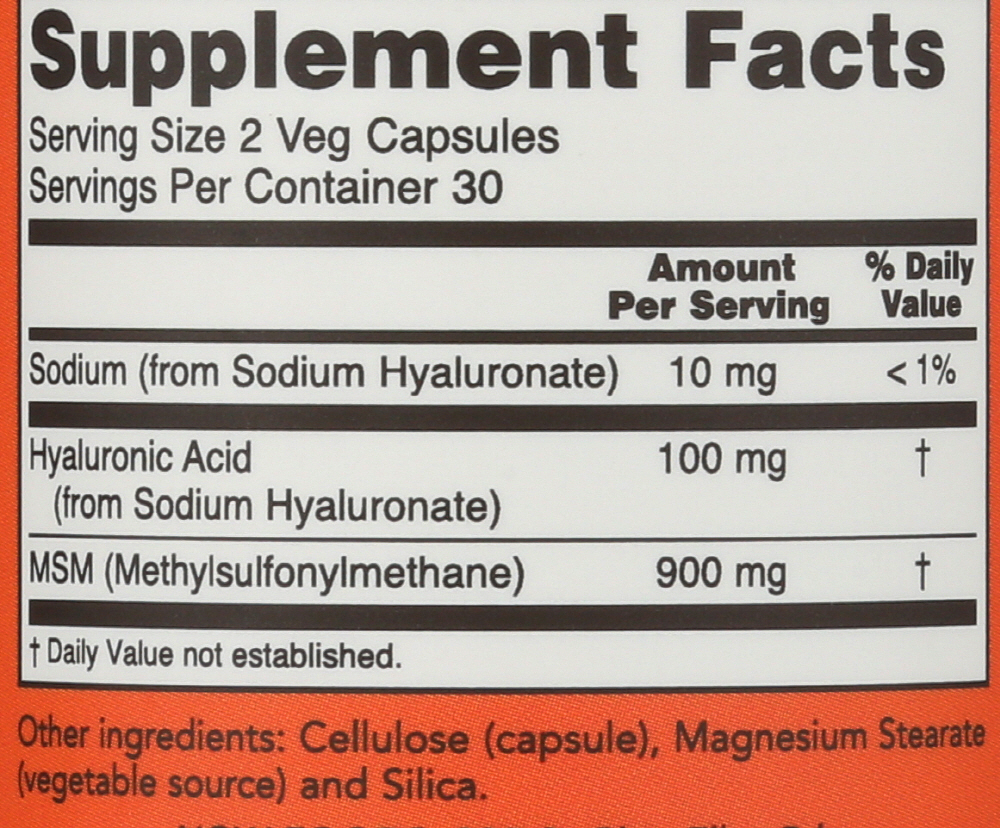 Supplement Facts
Serving Size 2 Veg Capsules
Servings Per Container 30
Amount Per Serving % Daily Value
Sodium (from Sodium Hyaluronate) 10 mg < 1%
Hyaluronic Acid 100 mg †
(from Sodium Hyaluronate)
MSM (Methylsulfonylmethane) 900 mg †
† Daily Value not established.
Other ingredients: Cellulose (capsule), Magnesium Stearate
(vegetable source) and Silica.